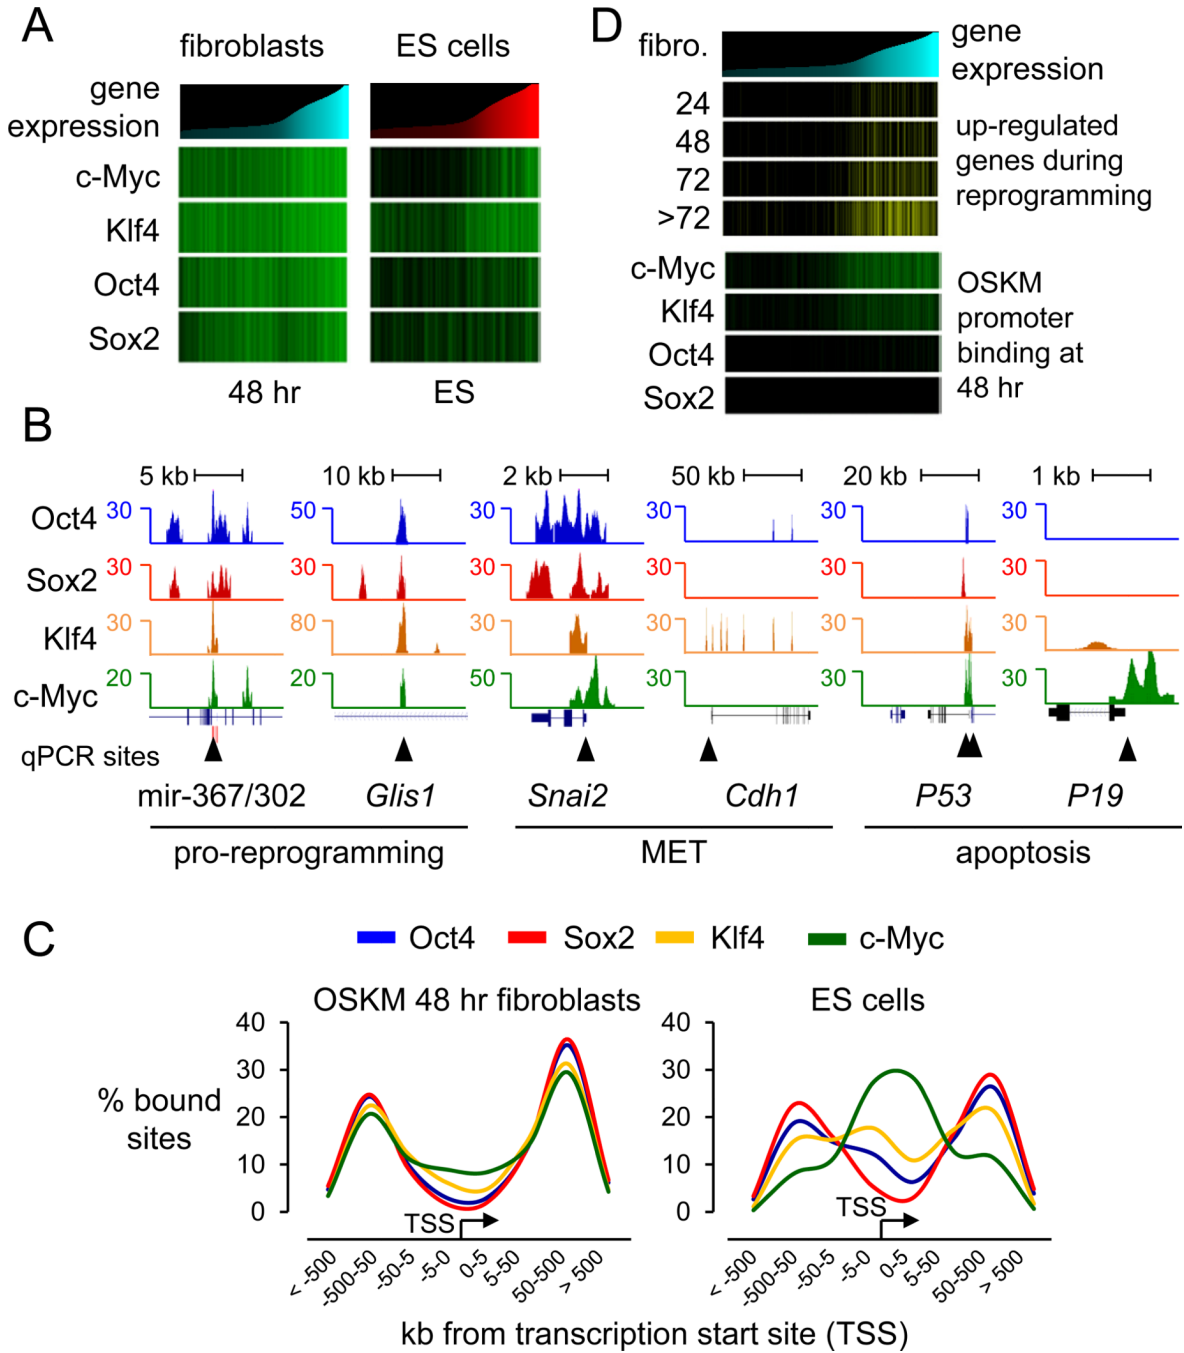 A
fibroblasts
ES cells
gene
expression
c-Myc
Klf4
Oct4
Sox2
48 hr
ES
D
fibro.
gene
expression
24
48
72
>72
up-regulated
genes during
reprogramming
c-Myc
Klf4
Oct4
Sox2
OSKM
promoter
binding at
48 hr
B
5 kb
10 kb
2 kb
50 kb
20 kb
1 kb
Oct4
30
50
30
30
30
30
Sox2
30
30
30
30
30
30
Klf4
30
80
30
30
30
30
c-Myc
20
20
50
30
30
30
qPCR sites
mir-367/302
Glis1
Snai2
Cdh1
P53
P19
pro-reprogramming
MET
apoptosis
C
Oct4
Sox2
Klf4
c-Myc
OSKM 48 hr fibroblasts
ES cells
% bound
sites
40
30
20
10
0
TSS
< -500
-500-50
-50-5
-5-0
0-5
5-50
50-500
> 500
40
30
20
10
0
TSS
< -500
-500-50
-50-5
-5-0
0-5
5-50
50-500
> 500
kb from transcription start site (TSS)